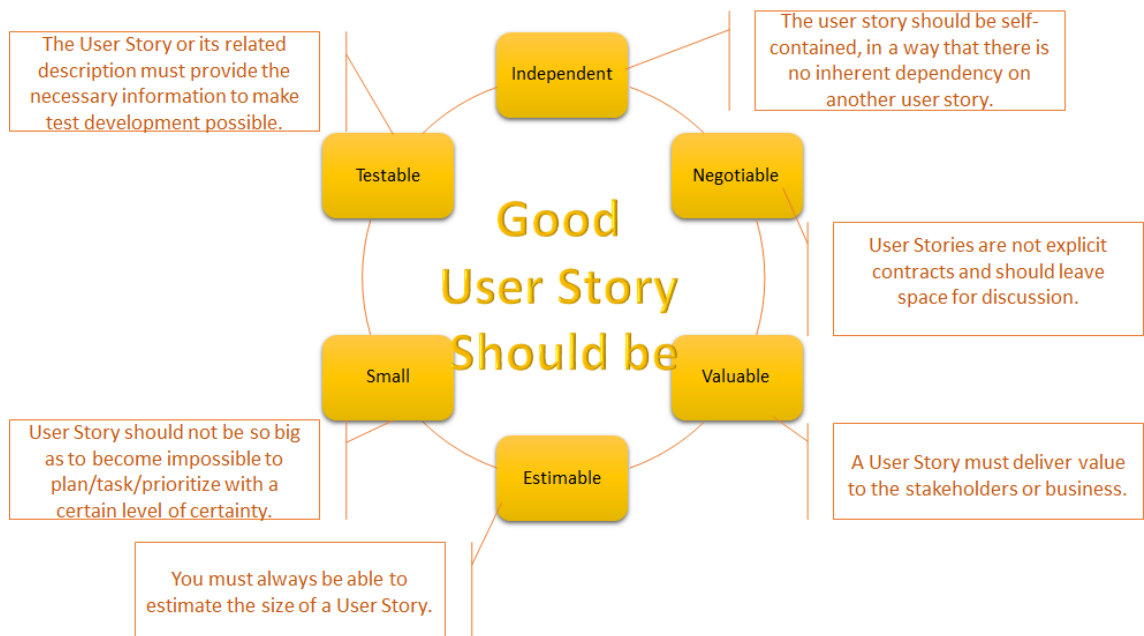 Independent
The user story should be self-
contained, in a way that there is
no inherent dependency on
another user story.
Negotiable
User Stories are not explicit
contracts and should leave
space for discussion.
Valuable
A User Story must deliver value
to the stakeholders or business.
Estimable
You must always be able to
estimate the size of a User Story.
Small
User Story should not be so big
as to become impossible to
plan/task/prioritize with a
certain level of certainty.
Testable
The User Story or its related
description must provide the
necessary information to make
test development possible.
Good
User Story
Should be